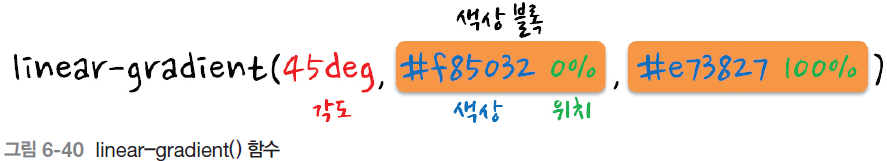 색상 블록
linear-gradient(45deg, #f85032 0%, #e73827 100%)
각도 색상 위치
그림 6-40 linear-gradient() 함수